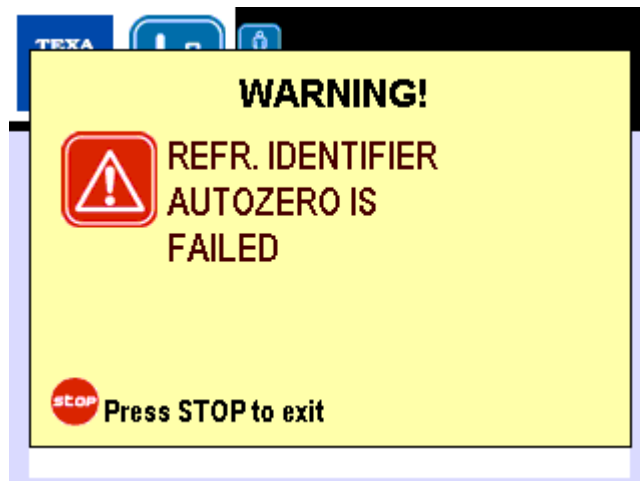 TEXA
WARNING!
REFR. IDENTIFIER
AUTOZERO IS
FAILED
stop Press STOP to exit